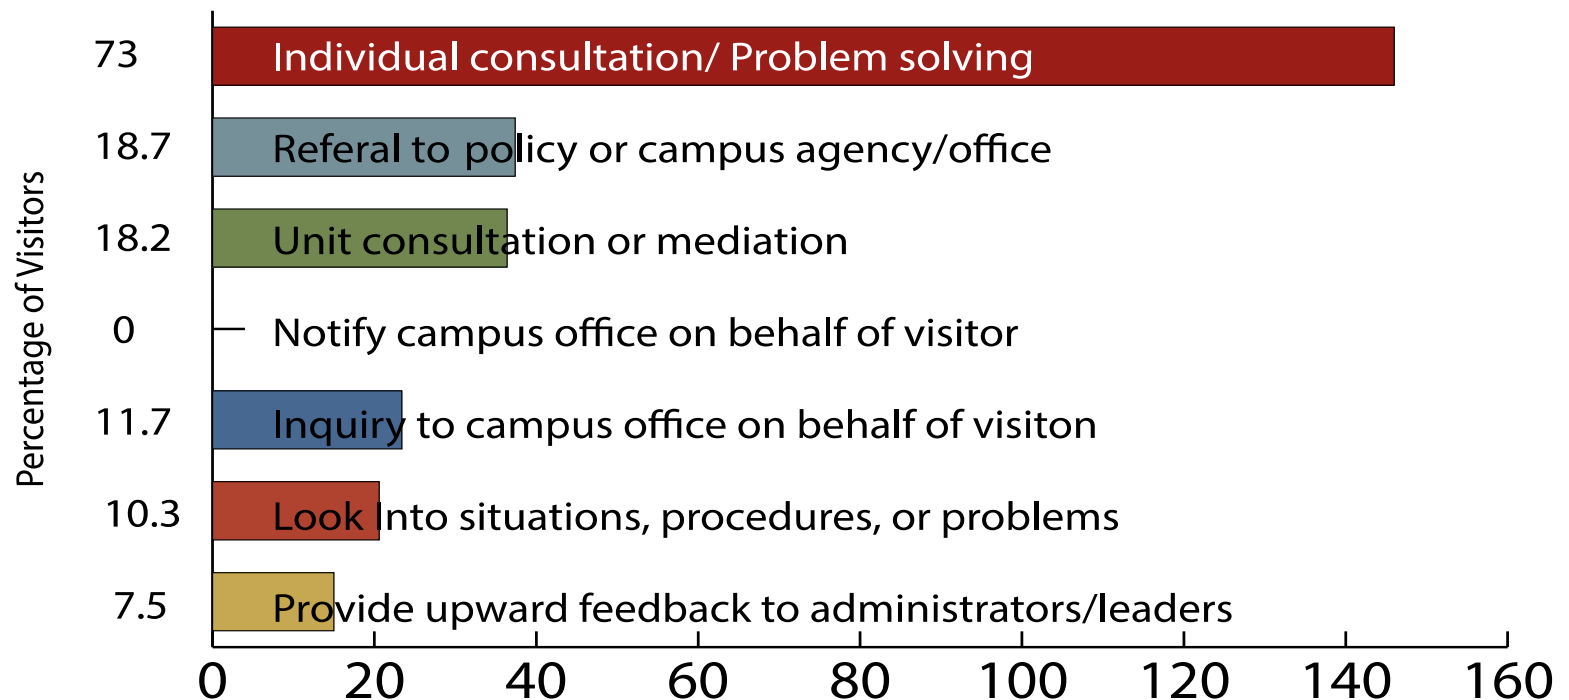 Percentage of Visitors
73 Individual consultation/ Problem solving
18.7 Referal to policy or campus agency/office
18.2 Unit consultation or mediation
0 Notify campus office on behalf of visitor
11.7 Inquiry to campus office on behalf of visiton
10.3 Look Into situations, procedures, or problems
7.5 Provide upward feedback to administrators/leaders
0 20 40 60 80 100 120 140 160